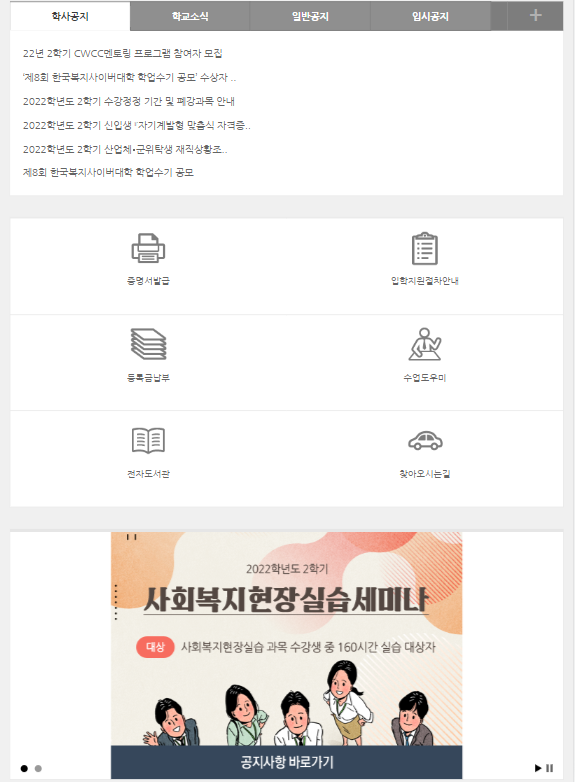 학사공지 학교소식 일반공지 입시공지 +
22년 2학기 CWCC멘토링 프로그램 참여자 모집
'제8회 한국복지사이버대학 학업수기 공모' 수상자 ..
2022학년도 2학기 수강정정 기간 및 폐강과목 안내
2022학년도 2학기 신입생 『자기계발형 맞춤식 자격증..
2022학년도 2학기 산업체•군위탁생 재직상황조..
제8회 한국복지사이버대학 학업수기 공모
증명서발급 입학지원절차안내
등록금납부 수업도우미
전자도서관 찾아오시는길
2022학년도 2학기
사회복지현장실습세미나
대상 사회복지현장실습 과목 수강생 중 160시간 실습 대상자
공지사항 바로가기